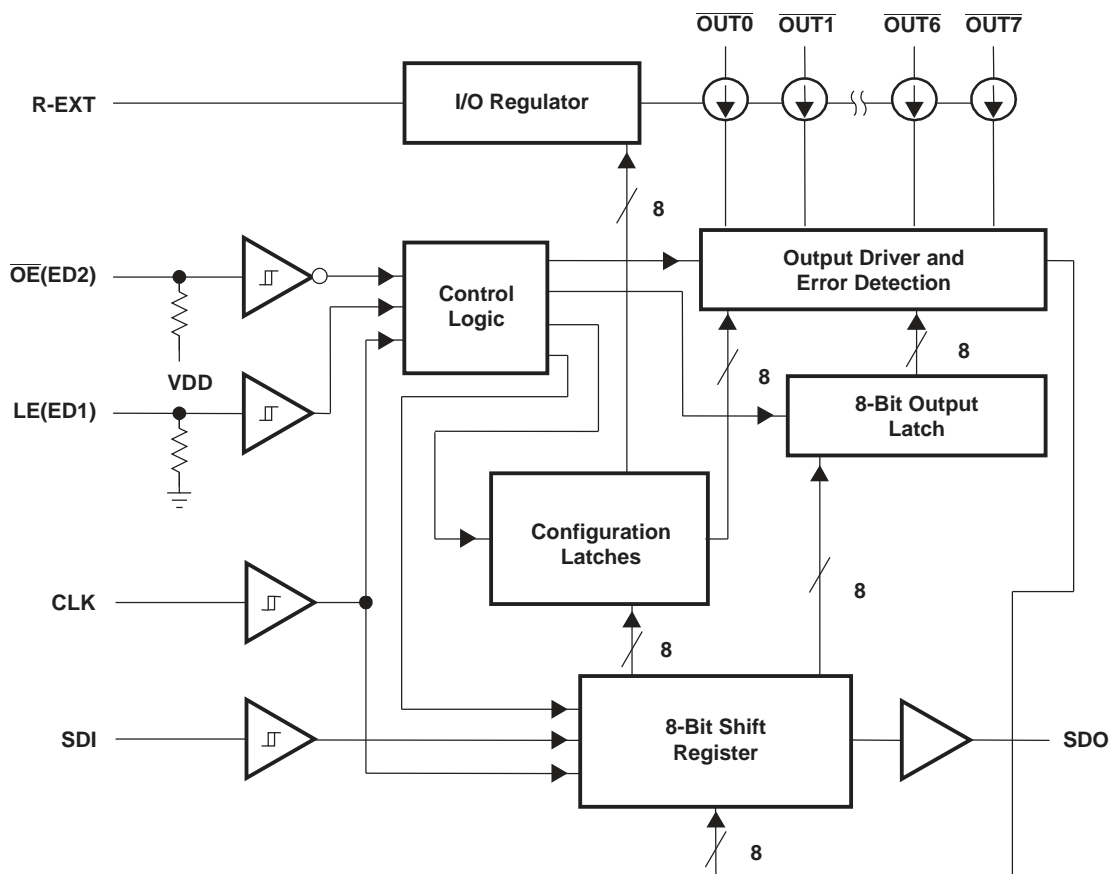 OUT0 OUT1 OUT6 OUT7
R-EXT
I/O Regulator
8
OE(ED2)
Control
Logic
Output Driver and
Error Detection
VDD
8
8
LE(ED1)
8-Bit Output
Latch
Configuration
Latches
CLK
8
8
SDI
8-Bit Shift
Register
SDO
8